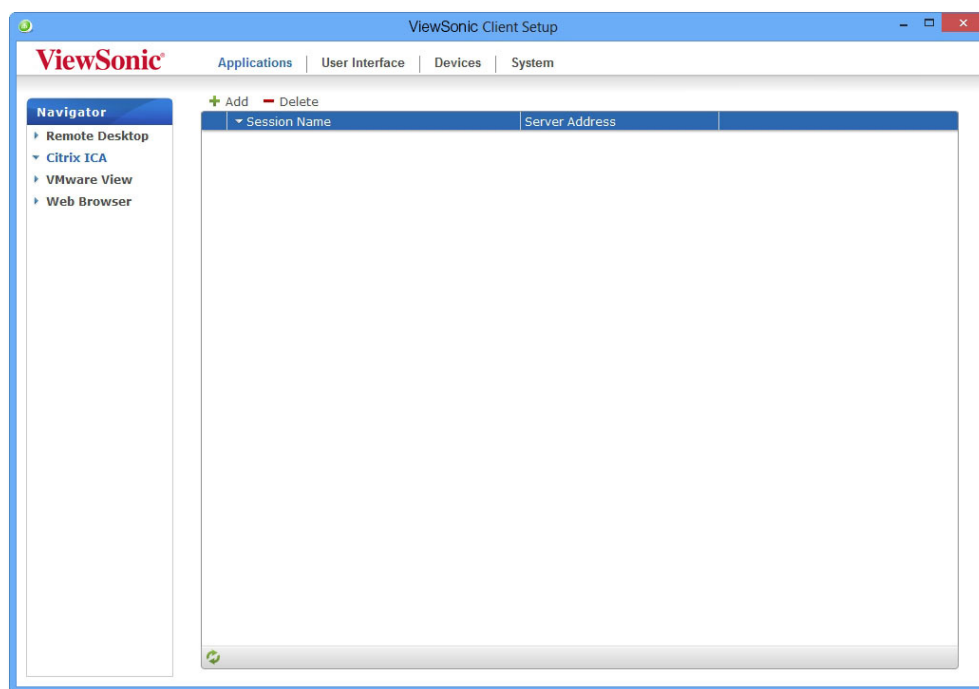 ViewSonic Client Setup
ViewSonic®
Applications | User Interface | Devices | System
Navigator
Remote Desktop
Citrix ICA
VMware View
Web Browser
Add Delete
Session Name Server Address